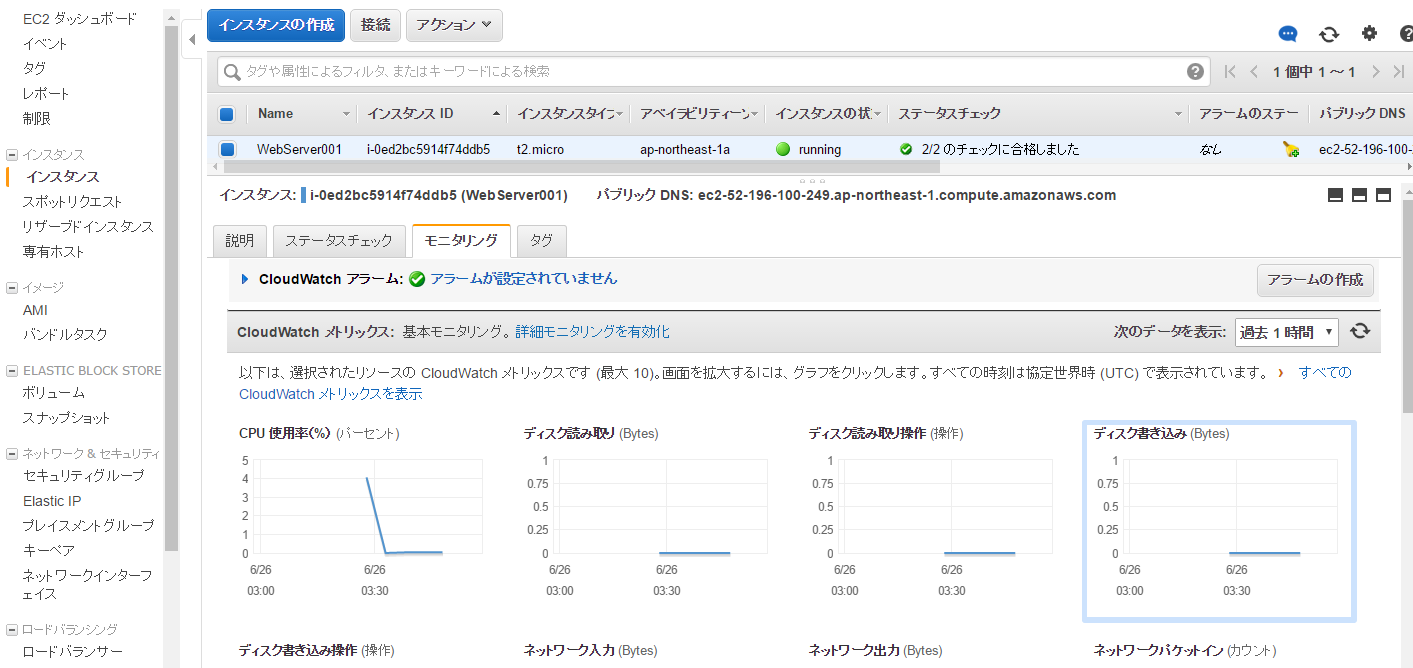 EC2 ダッシュボード
イベント
タグ
レポート
制限
インスタンス
インスタンス
スポットリクエスト
リザーブドインスタンス
専有ホスト
イメージ
AMI
バンドルタスク
ELASTIC BLOCK STORE
ボリューム
スナップショット
ネットワーク & セキュリティ
セキュリティグループ
Elastic IP
プレイスメントグループ
キーペア
ネットワークインターフ
ェイス
ロードバランシング
ロードバランサー
インスタンスの作成 接続 アクション
タグや属性によるフィルタ、またはキーワードによる検索 1 個中 1 ～ 1
Name インスタンス ID インスタンスタイプ アベイラビリティーゾーン インスタンスの状 ステータスチェック アラームのステー パブリック DNS
WebServer001 i-0ed2bc5914f74ddb5 t2.micro ap-northeast-1a running 2/2 のチェックに合格しました なし ec2-52-196-100-
インスタンス: i-0ed2bc5914f74ddb5 (WebServer001) パブリック DNS: ec2-52-196-100-249.ap-northeast-1.compute.amazonaws.com
説明 ステータスチェック モニタリング タグ
CloudWatch アラーム: アラームが設定されていません アラームの作成
CloudWatch メトリックス: 基本モニタリング。 詳細モニタリングを有効化 次のデータを表示: 過去 1 時間
以下は、選択されたリソースの CloudWatch メトリックスです (最大 10)。画面を拡大するには、グラフをクリックします。すべての時刻は協定世界時 (UTC) で表示されています。 › すべての
CloudWatch メトリックスを表示
CPU 使用率(%) (パーセント)
5
4
3
2
1
0
6/26 6/26
03:00 03:30
ディスク読み取り (Bytes)
1
0.75
0.5
0.25
0
6/26 6/26
03:00 03:30
ディスク読み取り操作 (操作)
1
0.75
0.5
0.25
0
6/26 6/26
03:00 03:30
ディスク書き込み (Bytes)
1
0.75
0.5
0.25
0
6/26 6/26
03:00 03:30
ディスク書き込み操作 (操作) ネットワーク入力 (Bytes) ネットワーク出力 (Bytes) ネットワークパケットイン (カウント)